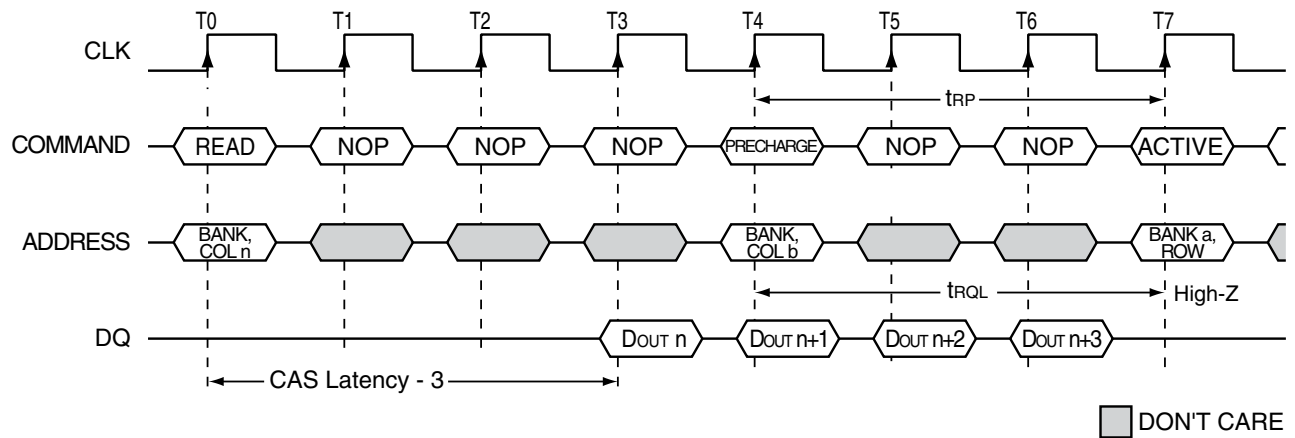 T0 T1 T2 T3 T4 T5 T6 T7
CLK
tRP
COMMAND READ NOP NOP NOP PRECHARGE NOP NOP ACTIVE
ADDRESS BANK, COL n BANK, COL b BANK a, ROW
tRQL High-Z
DQ DOUT n DOUT n+1 DOUT n+2 DOUT n+3
CAS Latency - 3
DON'T CARE